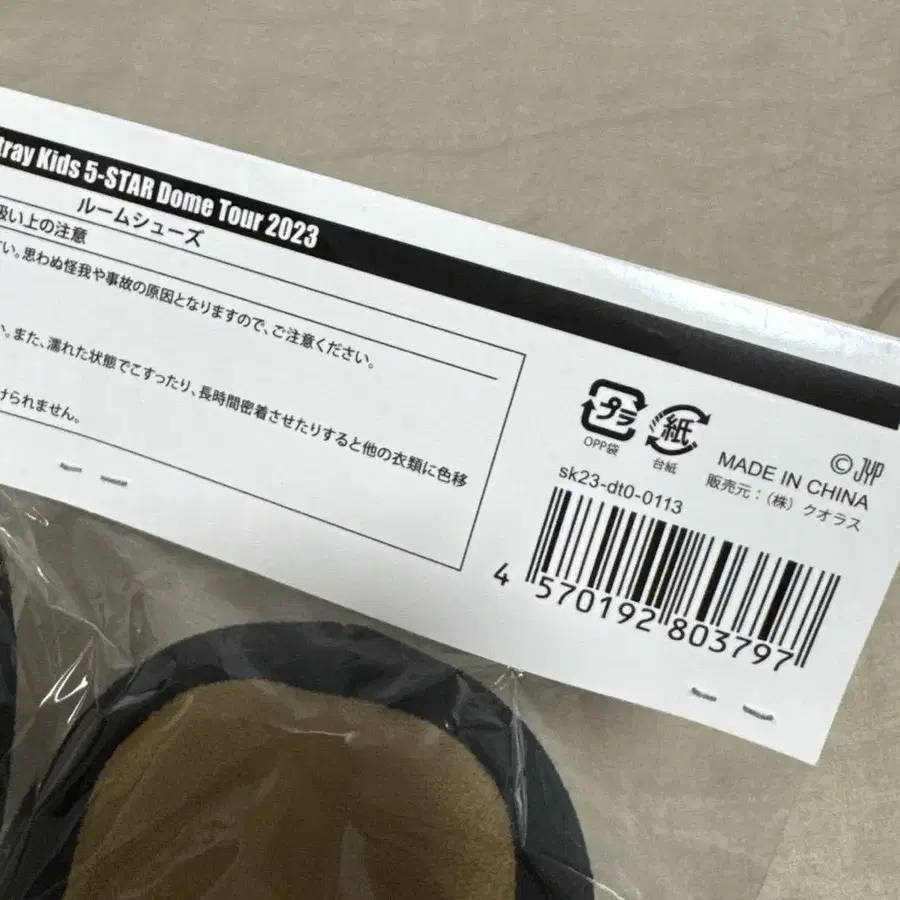 tray Kids 5-STAR Dome Tour 2023
ルームシューズ
扱い上の注意
い。思わぬ怪我や事故の原因となりますので、ご注意ください。
い。また、濡れた状態でこすったり、長時間密着させたりすると他の衣類に色移
けられません。
プラ
OPP袋
紙
台紙
© JYP
MADE IN CHINA
販売元:(株)クオラス
sk23-dt0-0113
4 570192 803797